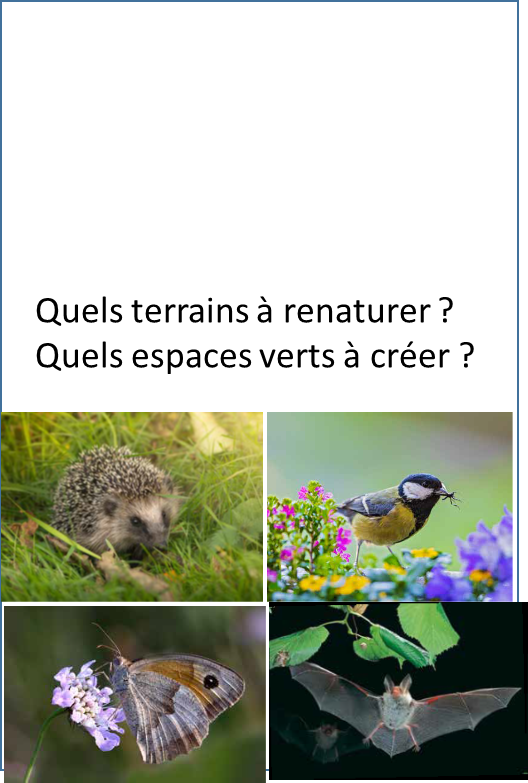 Quels terrains à renaturer ?
Quels espaces verts à créer ?